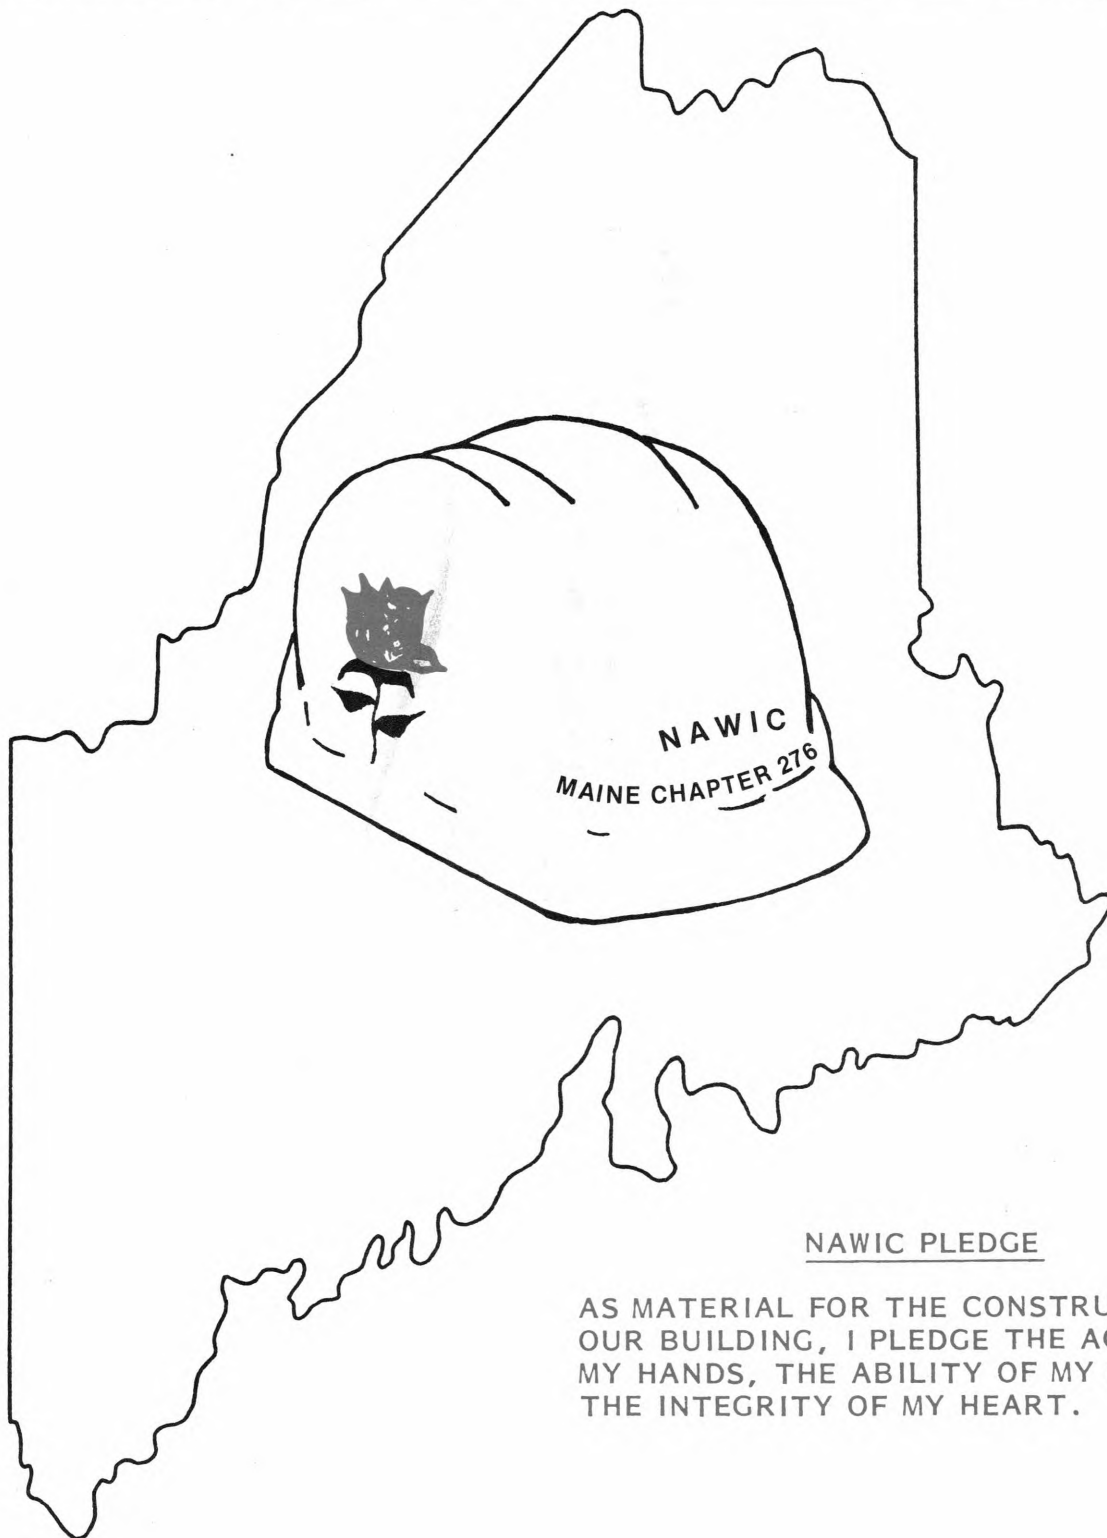 NAWIC
MAINE CHAPTER 276
NAWIC PLEDGE
AS MATERIAL FOR THE CONSTRU
OUR BUILDING, I PLEDGE THE
MY HANDS, THE ABILITY OF MY
THE INTEGRITY OF MY HEART.